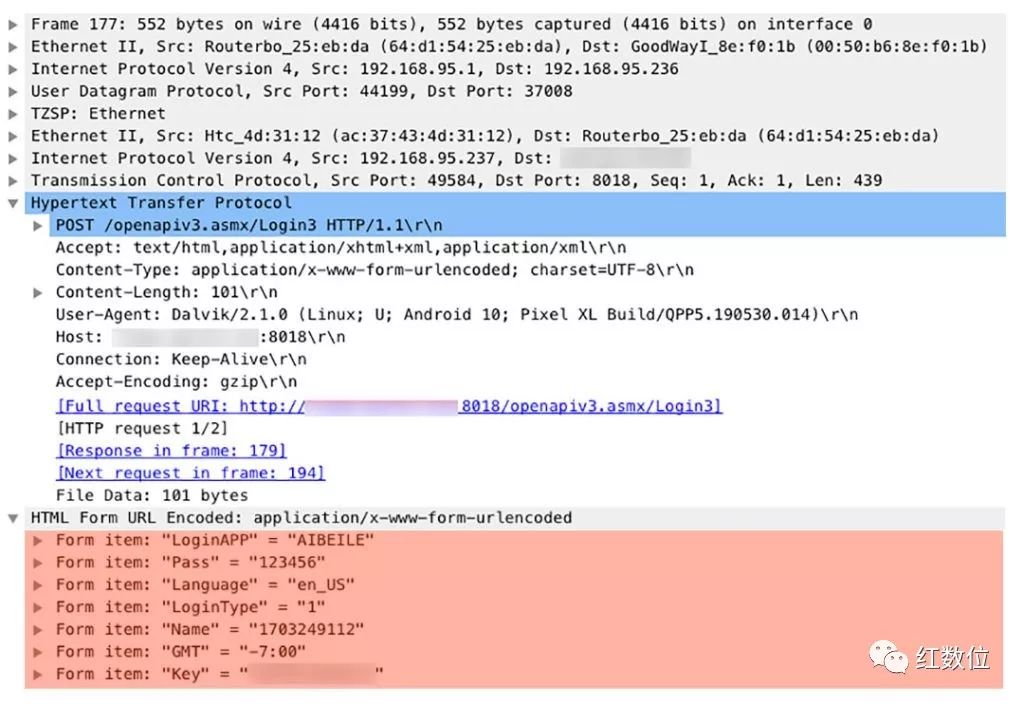 Frame 177: 552 bytes on wire (4416 bits), 552 bytes captured (4416 bits) on interface 0
Ethernet II, Src: Routerbo_25:eb:da (64:d1:54:25:eb:da), Dst: GoodWayI_8e:f0:1b (00:50:b6:8e:f0:1b)
Internet Protocol Version 4, Src: 192.168.95.1, Dst: 192.168.95.236
User Datagram Protocol, Src Port: 44199, Dst Port: 37008
TZSP: Ethernet
Ethernet II, Src: Htc_4d:31:12 (ac:37:43:4d:31:12), Dst: Routerbo_25:eb:da (64:d1:54:25:eb:da)
Internet Protocol Version 4, Src: 192.168.95.237, Dst:
Transmission Control Protocol, Src Port: 49584, Dst Port: 8018, Seq: 1, Ack: 1, Len: 439
Hypertext Transfer Protocol
POST /openapiv3.asmx/Login3 HTTP/1.1\r\n
Accept: text/html,application/xhtml+xml,application/xml\r\n
Content-Type: application/x-www-form-urlencoded; charset=UTF-8\r\n
Content-Length: 101\r\n
User-Agent: Dalvik/2.1.0 (Linux; U; Android 10; Pixel XL Build/QPP5.190530.014)\r\n
Host: :8018\r\n
Connection: Keep-Alive\r\n
Accept-Encoding: gzip\r\n
[Full request URI: http:// 8018/openapiv3.asmx/Login3]
[HTTP request 1/2]
[Response in frame: 179]
[Next request in frame: 194]
File Data: 101 bytes
HTML Form URL Encoded: application/x-www-form-urlencoded
Form item: "LoginAPP" = "AIBEILE"
Form item: "Pass" = "123456"
Form item: "Language" = "en_US"
Form item: "LoginType" = "1"
Form item: "Name" = "1703249112"
Form item: "GMT" = "-7:00"
Form item: "Key" = " "
红数位